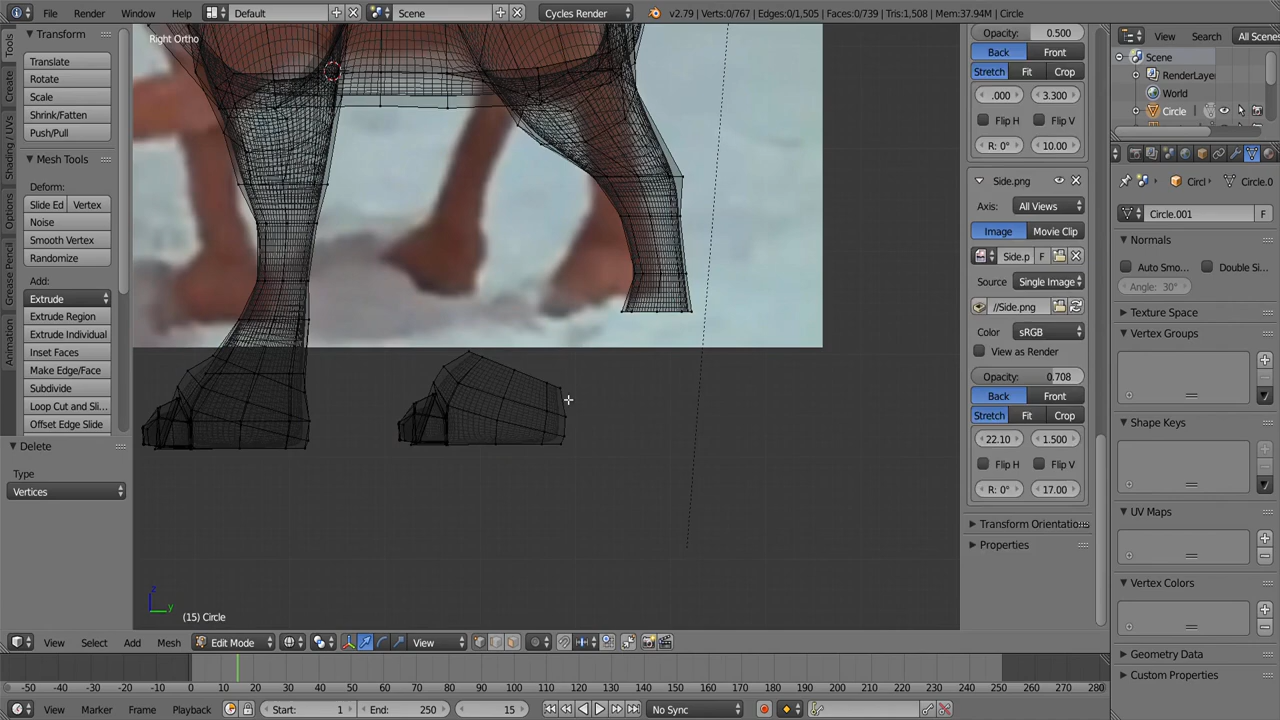 File Render Window Help Default Scene Cycles Render v2.79 | Verts:0/767 | Edges:0/1,505 | Faces:0/739 | Tris:1,508 | Mem:37.94M | Circle
Right Ortho
Tools
Create
Shading / UVs
Options
Grease Pencil
Animation
Transform
Translate
Rotate
Scale
Shrink/Fatten
Push/Pull
Mesh Tools
Deform:
Slide Ed Vertex
Noise
Smooth Vertex
Randomize
Add:
Extrude
Extrude Region
Extrude Individual
Inset Faces
Make Edge/Face
Subdivide
Loop Cut and Sli...
Offset Edge Slide
Delete
Type
Vertices
z
y
(15) Circle
Opacity: 0.500
Back Front
Stretch Fit Crop
.000 3.300
Flip H Flip V
R: 0° 10.00
Side.png
Axis: All Views
Image Movie Clip
Side.p F
Source Single Image
//Side.png
Color sRGB
View as Render
Opacity: 0.708
Back Front
Stretch Fit Crop
22.10 1.500
Flip H Flip V
R: 0° 17.00
Transform Orientatio...
Properties
View Search All Scenes
Scene
RenderLayer
World
Circle
Circl Circle.0
Circle.001 F
Normals
Auto Smo... Double Si...
Angle: 30°
Texture Space
Vertex Groups
Shape Keys
UV Maps
Vertex Colors
Geometry Data
Custom Properties
View Select Add Mesh Edit Mode View
-50 -40 -30 -20 -10 0 10 20 30 40 50 60 70 80 90 100 110 120 130 140 150 160 170 180 190 200 210 220 230 240 250 260 270 280
View Marker Frame Playback Start: 1 End: 250 15 No Sync